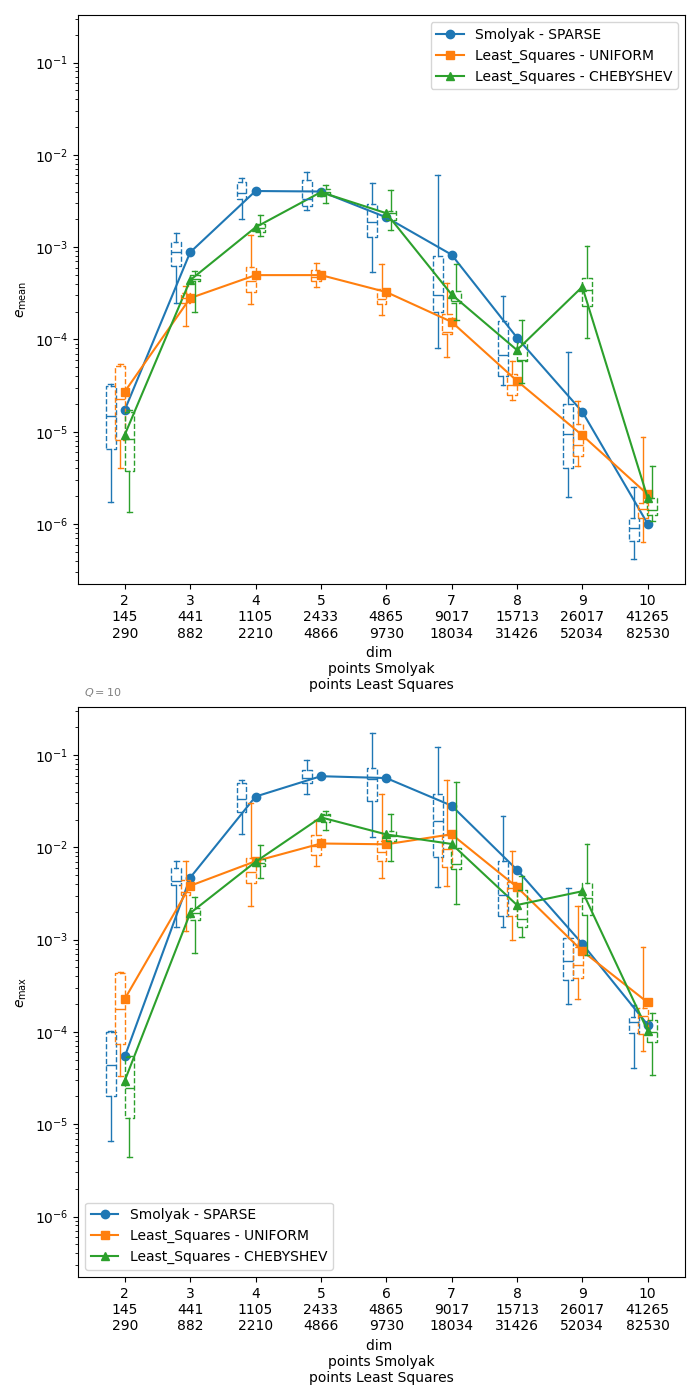 Smolyak - SPARSE
Least_Squares - UNIFORM
Least_Squares - CHEBYSHEV
10⁻¹
10⁻²
10⁻³
10⁻⁴
10⁻⁵
10⁻⁶
e_mean
2 3 4 5 6 7 8 9 10
145 441 1105 2433 4865 9017 15713 26017 41265
290 882 2210 4866 9730 18034 31426 52034 82530
dim
points Smolyak
points Least Squares
Q = 10
10⁻¹
10⁻²
10⁻³
10⁻⁴
10⁻⁵
10⁻⁶
e_max
Smolyak - SPARSE
Least_Squares - UNIFORM
Least_Squares - CHEBYSHEV
2 3 4 5 6 7 8 9 10
145 441 1105 2433 4865 9017 15713 26017 41265
290 882 2210 4866 9730 18034 31426 52034 82530
dim
points Smolyak
points Least Squares